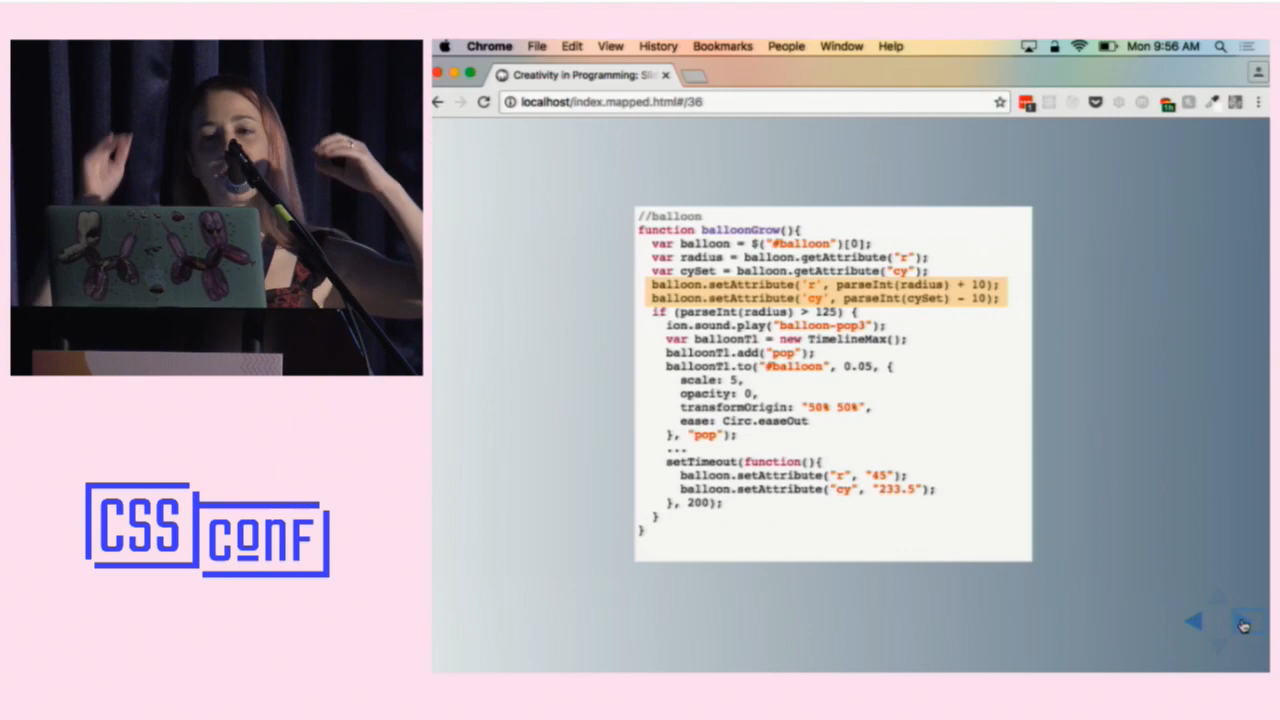 Chrome File Edit View History Bookmarks People Window Help Mon 9:56 AM
Creativity in Programming: Sli
localhost/index.mapped.html#/36
//balloon
function balloonGrow(){
var balloon = $("#balloon")[0];
var radius = balloon.getAttribute("r");
var cySet = balloon.getAttribute("cy");
balloon.setAttribute('r', parseInt(radius) + 10);
balloon.setAttribute('cy', parseInt(cySet) - 10);
if (parseInt(radius) > 125) {
ion.sound.play("balloon-pop3");
var balloonTl = new TimelineMax();
balloonTl.add("pop");
balloonTl.to("#balloon", 0.05, {
scale: 5,
opacity: 0,
transformOrigin: "50% 50%",
ease: Circ.easeOut
}, "pop");
...
setTimeout(function(){
balloon.setAttribute("r", "45");
balloon.setAttribute("cy", "233.5");
}, 200);
}
}
CSS
CONF